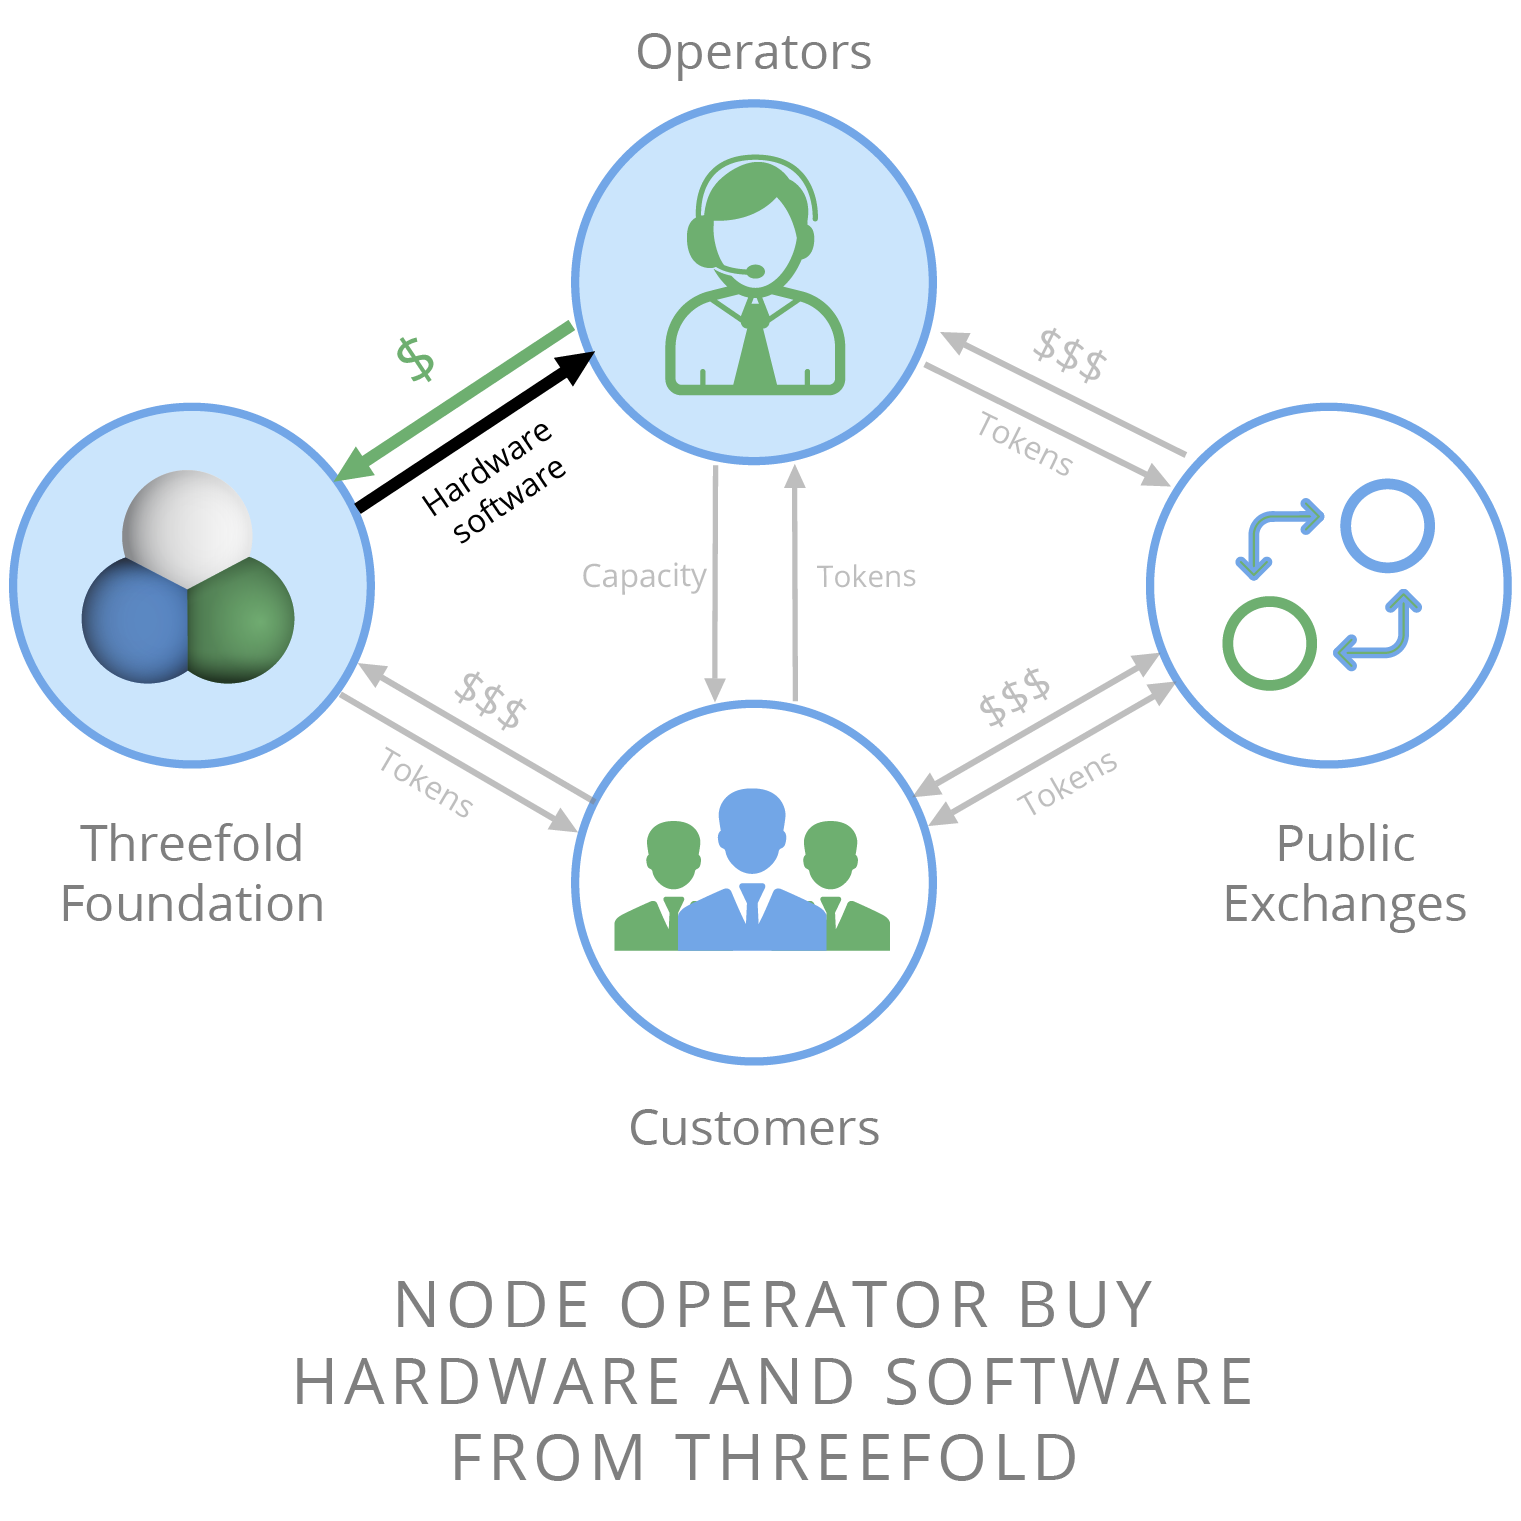 Operators
$
Hardware
software
$$$
Tokens
Capacity
Tokens
$$$
Tokens
$$$
Tokens
Threefold
Foundation
Public
Exchanges
Customers
NODE OPERATOR BUY
HARDWARE AND SOFTWARE
FROM THREEFOLD